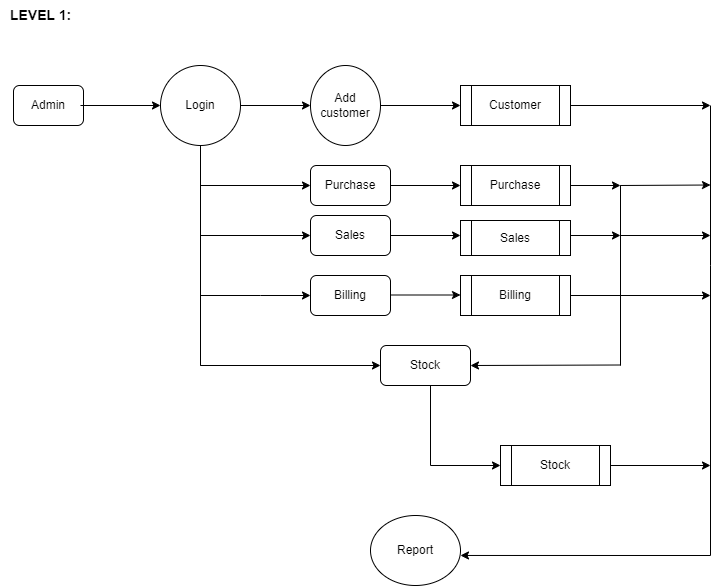 LEVEL 1:
Admin
Login
Add
customer
Customer
Purchase
Purchase
Sales
Sales
Billing
Billing
Stock
Stock
Report